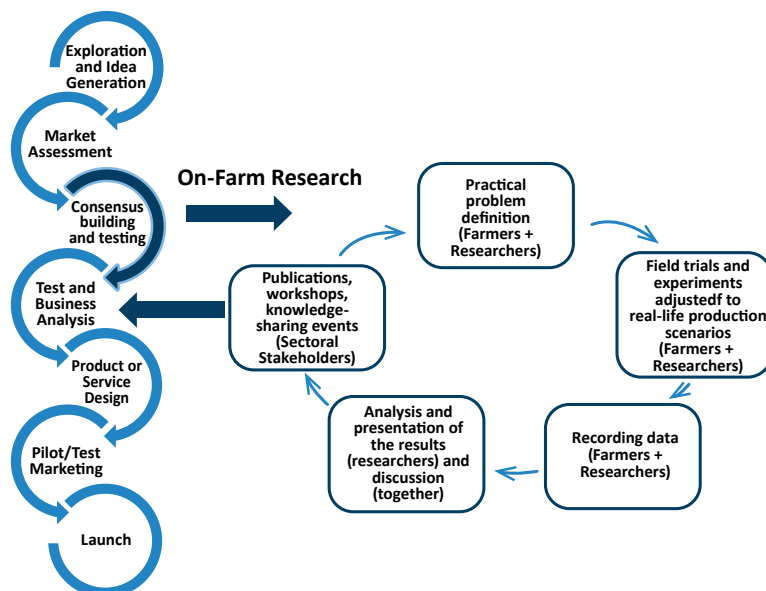 Exploration
and Idea
Generation
Market
Assessment
Consensus
building
and testing
Test and
Business
Analysis
Product or
Service
Design
Pilot/Test
Marketing
Launch
On-Farm Research
Practical
problem
definition
(Farmers +
Researchers)
Field trials and
experiments
adjustedf to
real-life production
scenarios
(Farmers +
Researchers)
Recording data
(Farmers +
Researchers)
Analysis and
presentation of
the results
(researchers) and
discussion
(together)
Publications,
workshops,
knowledge-
sharing events
(Sectoral
Stakeholders)